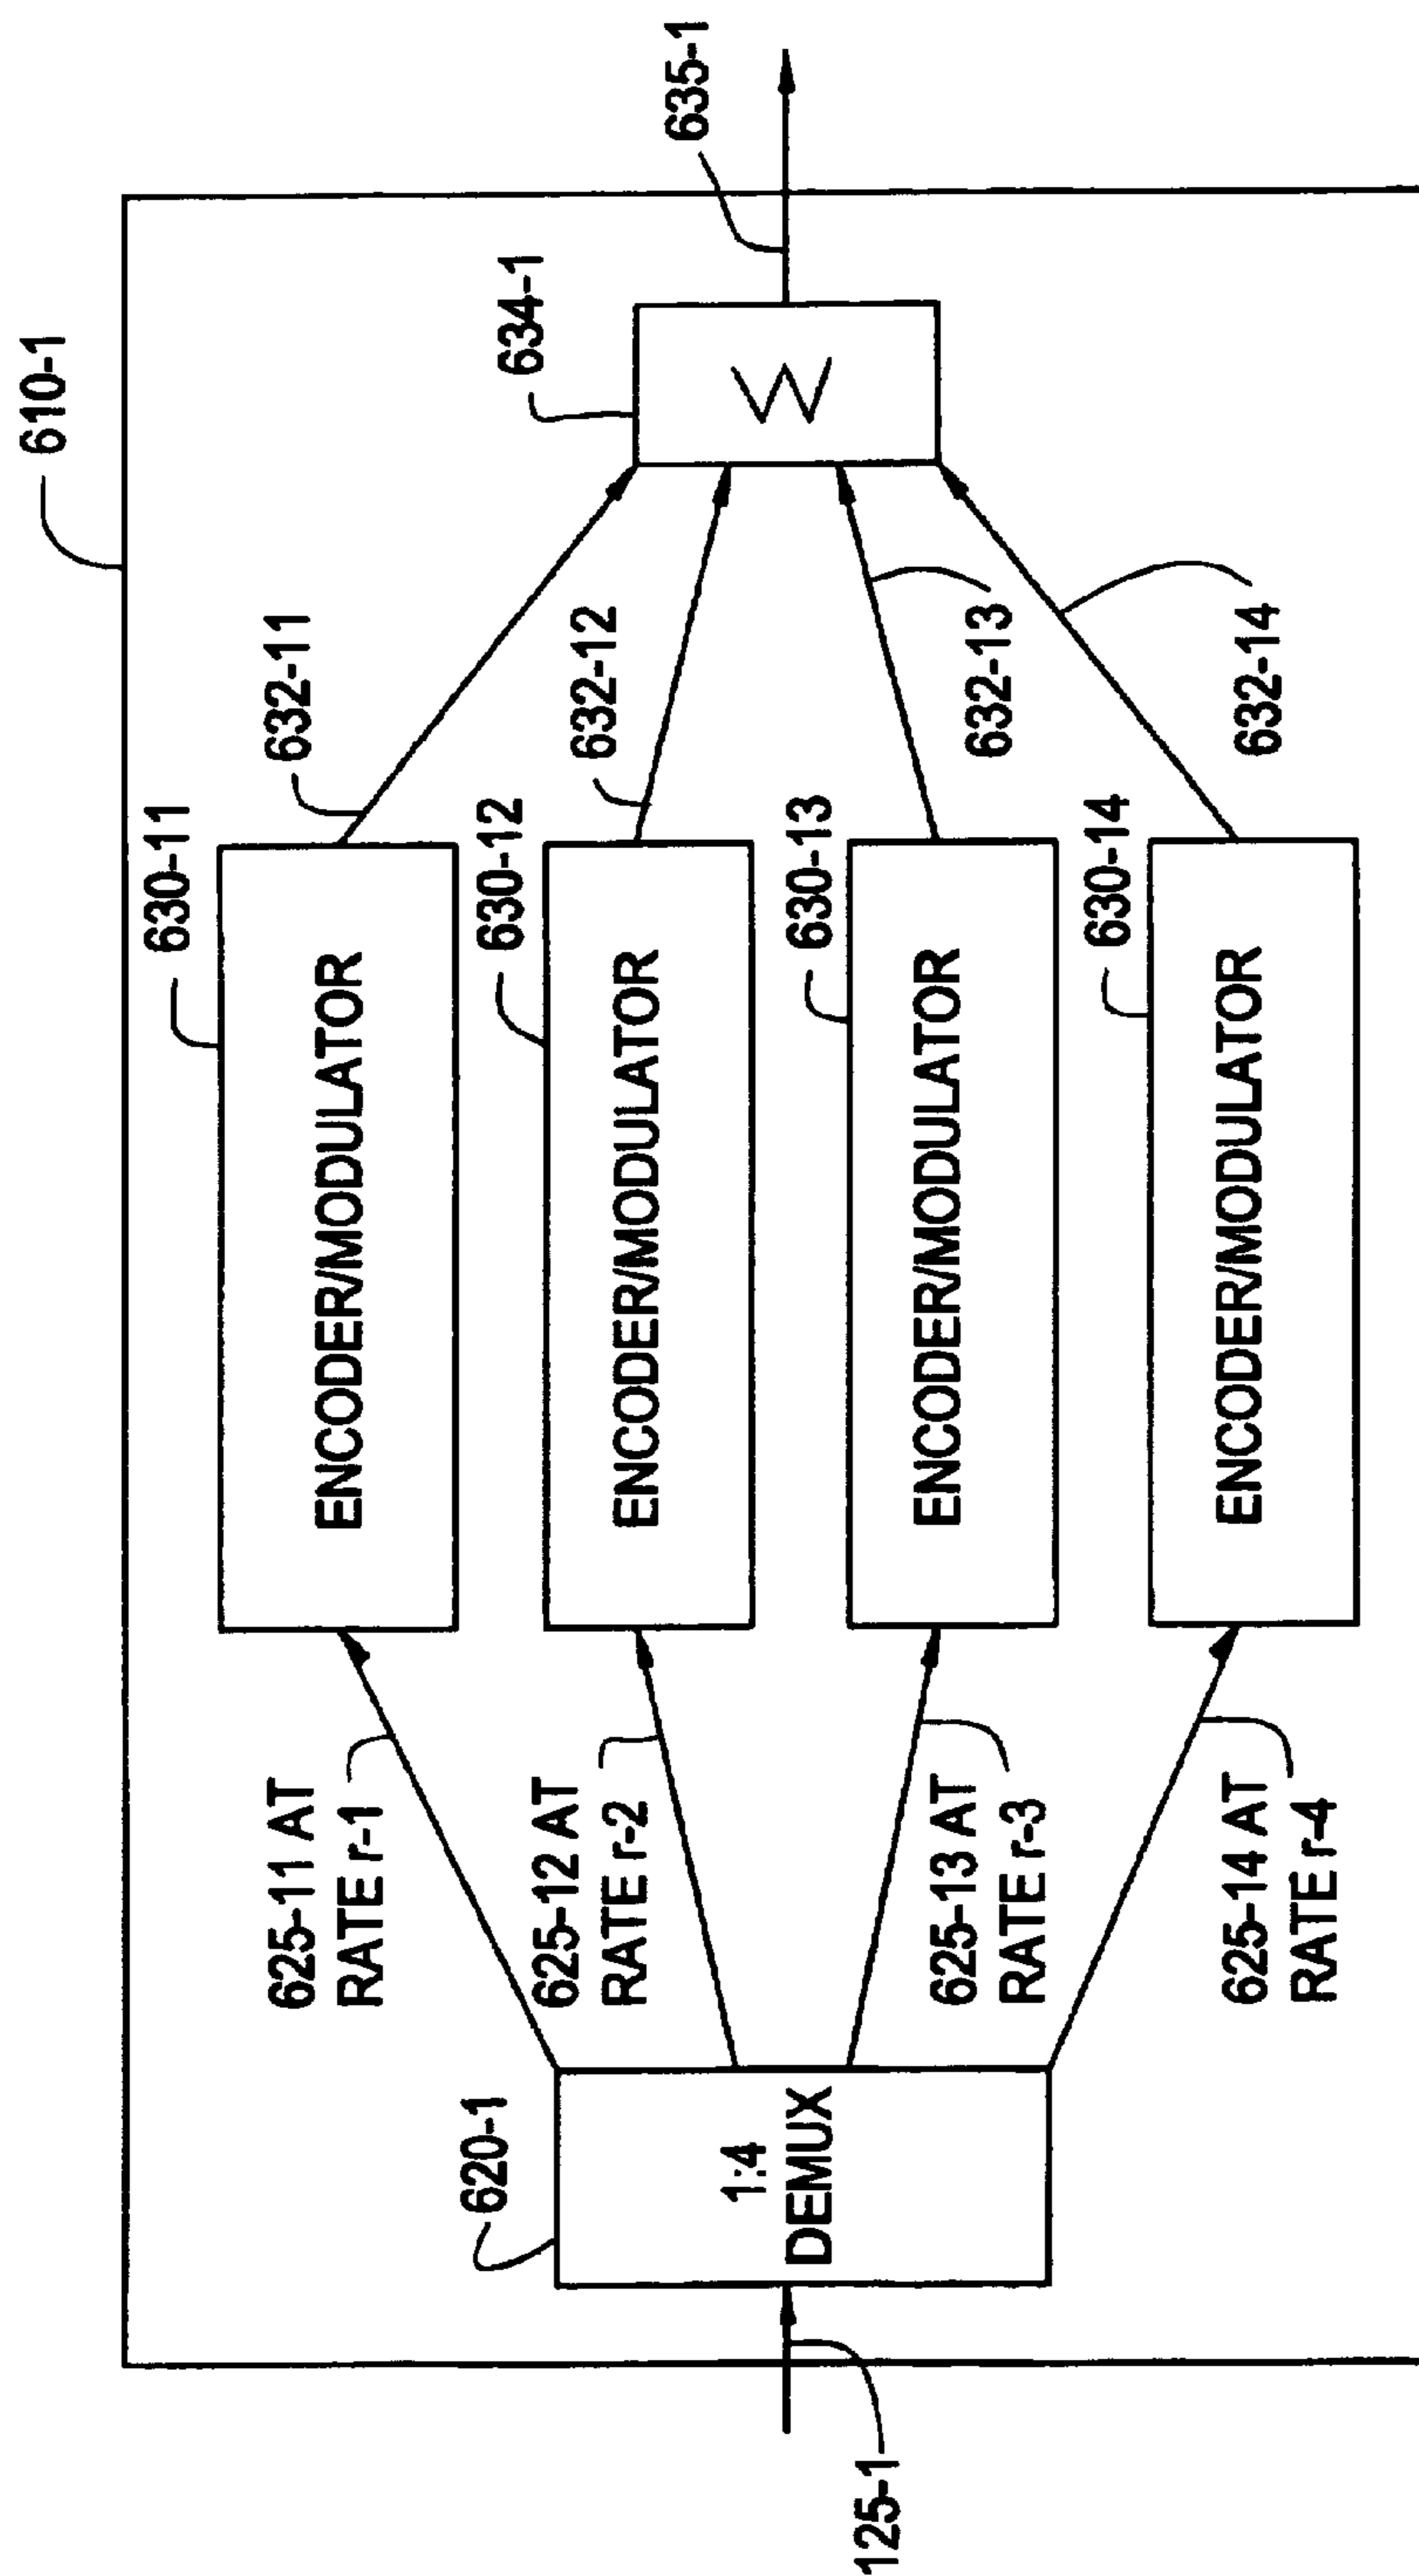 610-1
630-11
625-11 AT
RATE r-1
ENCODER/MODULATOR
632-11
620-1
630-12
634-1
625-12 AT
RATE r-2
ENCODER/MODULATOR
632-12
635-1
125-1
1:4
DEMUX
Σ
630-13
625-13 AT
RATE r-3
ENCODER/MODULATOR
632-13
630-14
625-14 AT
RATE r-4
ENCODER/MODULATOR
632-14